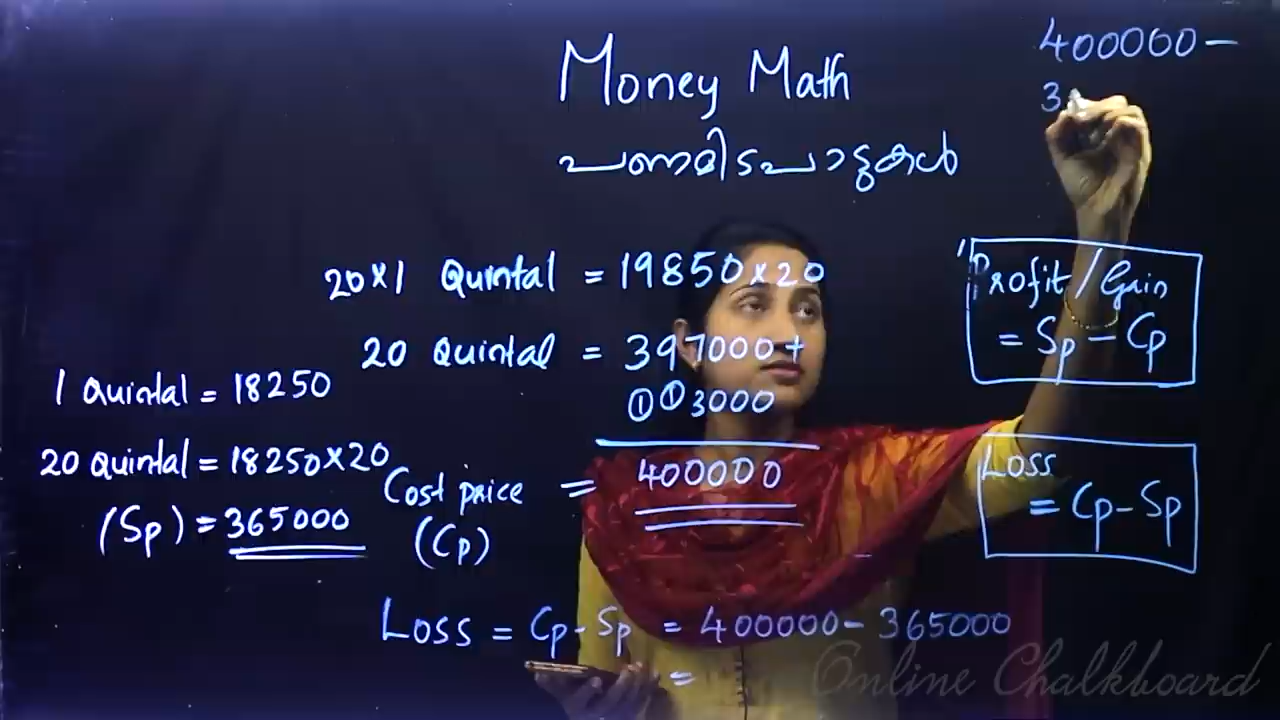 Money Math
പണമിടപാടുകൾ
400000 -
3
20 × 1 Quintal = 19850 × 20
20 Quintal = 397000 +
① ① 3000
Cost price = 400000
(Cp)
1 Quintal = 18250
20 Quintal = 18250 × 20
(Sp) = 365000
Profit / Gain
= Sp - Cp
Loss
= Cp - Sp
Loss = Cp - Sp = 400000 - 365000
=
Online Chalkboard